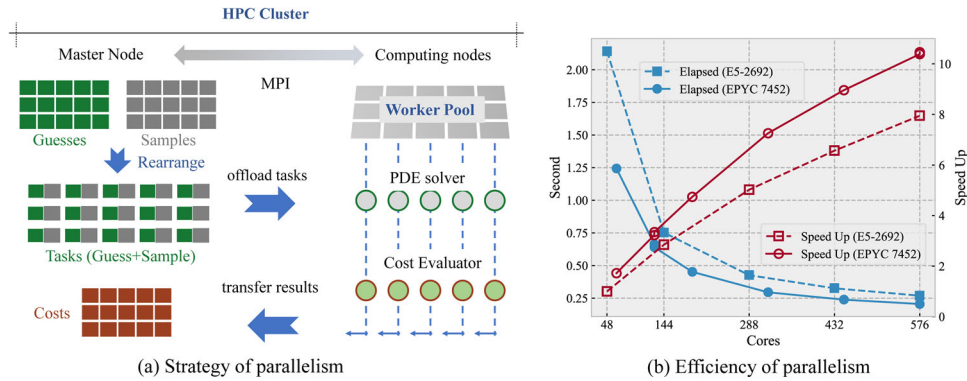 HPC Cluster
Master Node
Computing nodes
MPI
Worker Pool
Guesses
Samples
Rearrange
offload tasks
PDE solver
Tasks (Guess+Sample)
Cost Evaluator
transfer results
Costs
(a) Strategy of parallelism
Second
2.00
1.75
1.50
1.25
1.00
0.75
0.50
0.25
Elapsed (E5-2692)
Elapsed (EPYC 7452)
Speed Up (E5-2692)
Speed Up (EPYC 7452)
10
8
6
4
2
0
Speed Up
48
144
288
432
576
Cores
(b) Efficiency of parallelism